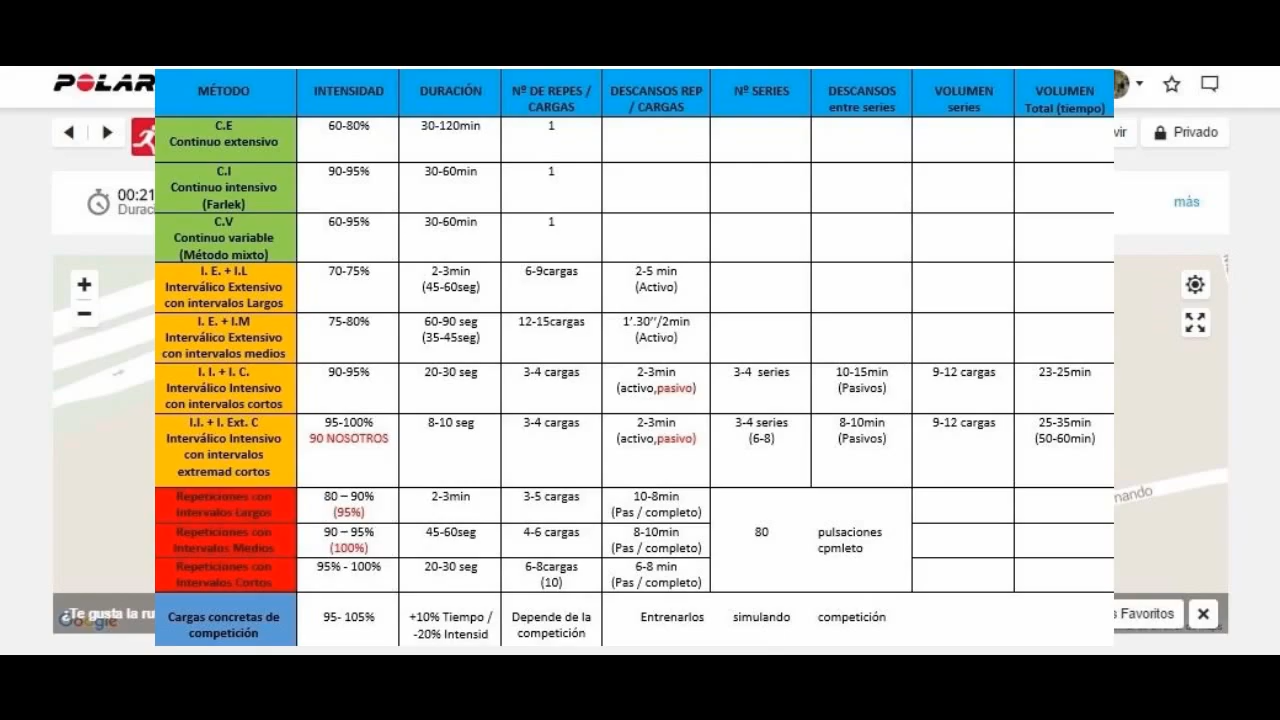 POLAR
MÉTODO INTENSIDAD DURACIÓN Nº DE REPES / CARGAS DESCANSOS REP / CARGAS Nº SERIES DESCANSOS entre series VOLUMEN series VOLUMEN Total (tiempo)
C.E Continuo extensivo 60-80% 30-120min 1
C.I Continuo intensivo (Farlek) 90-95% 30-60min 1
C.V Continuo variable (Método mixto) 60-95% 30-60min 1
I. E. + I.L Interválico Extensivo con intervalos Largos 70-75% 2-3min (45-60seg) 6-9cargas 2-5 min (Activo)
I. E. + I.M Interválico Extensivo con intervalos medios 75-80% 60-90 seg (35-45seg) 12-15cargas 1’.30’’/2min (Activo)
I. I. + I. C. Interválico Intensivo con intervalos cortos 90-95% 20-30 seg 3-4 cargas 2-3min (activo,pasivo) 3-4 series 10-15min (Pasivos) 9-12 cargas 23-25min
I.I. + I. Ext. C Interválico Intensivo con intervalos extremad cortos 95-100% 90 NOSOTROS 8-10 seg 3-4 cargas 2-3min (activo,pasivo) 3-4 series (6-8) 8-10min (Pasivos) 9-12 cargas 25-35min (50-60min)
Repeticiones con Intervalos Largos 80 – 90% (95%) 2-3min 3-5 cargas 10-8min (Pas / completo)
Repeticiones con Intervalos Medios 90 – 95% (100%) 45-60seg 4-6 cargas 8-10min (Pas / completo) 80 pulsaciones cpmleto
Repeticiones con Intervalos Cortos 95% - 100% 20-30 seg 6-8cargas (10) 6-8 min (Pas / completo)
Cargas concretas de competición 95- 105% +10% Tiempo / -20% Intensid Depende de la competición Entrenarlos simulando competición
vir
Privado
00:21
Duraci
más
+
−
nando
¿Te gusta la ru
Google
s Favoritos